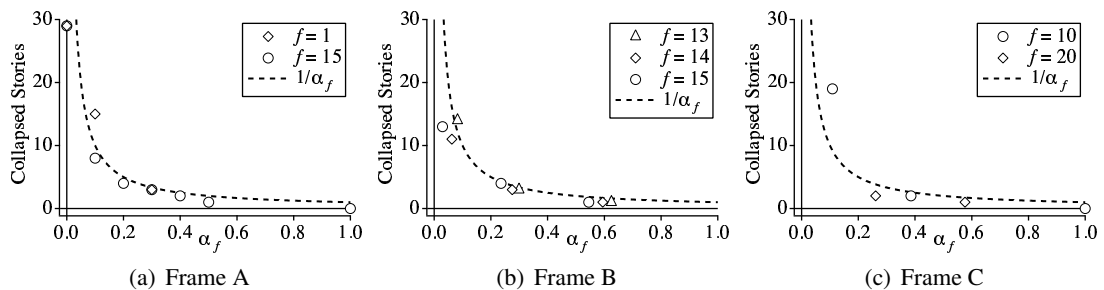 30
20
10
0
Collapsed Stories
0.0 0.2 0.4 0.6 0.8 1.0
α_f
f = 1
f = 15
1/α_f
(a) Frame A
30
20
10
0
Collapsed Stories
0.0 0.2 0.4 0.6 0.8 1.0
α_f
f = 13
f = 14
f = 15
1/α_f
(b) Frame B
30
20
10
0
Collapsed Stories
0.0 0.2 0.4 0.6 0.8 1.0
α_f
f = 10
f = 20
1/α_f
(c) Frame C